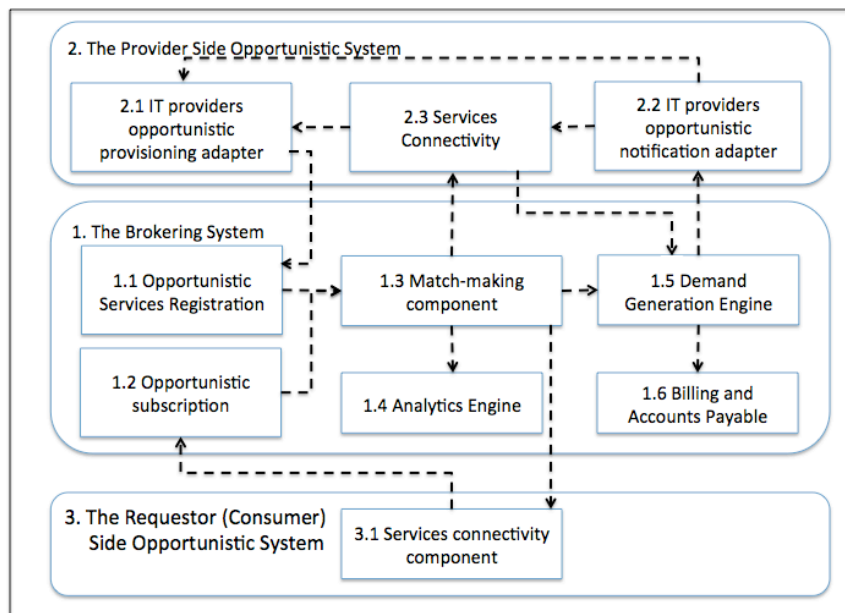 2. The Provider Side Opportunistic System
2.1 IT providers
opportunistic
provisioning adapter
2.3 Services
Connectivity
2.2 IT providers
opportunistic
notification adapter
1. The Brokering System
1.1 Opportunistic
Services Registration
1.3 Match-making
component
1.5 Demand
Generation Engine
1.2 Opportunistic
subscription
1.4 Analytics Engine
1.6 Billing and
Accounts Payable
3. The Requestor (Consumer)
Side Opportunistic System
3.1 Services connectivity
component